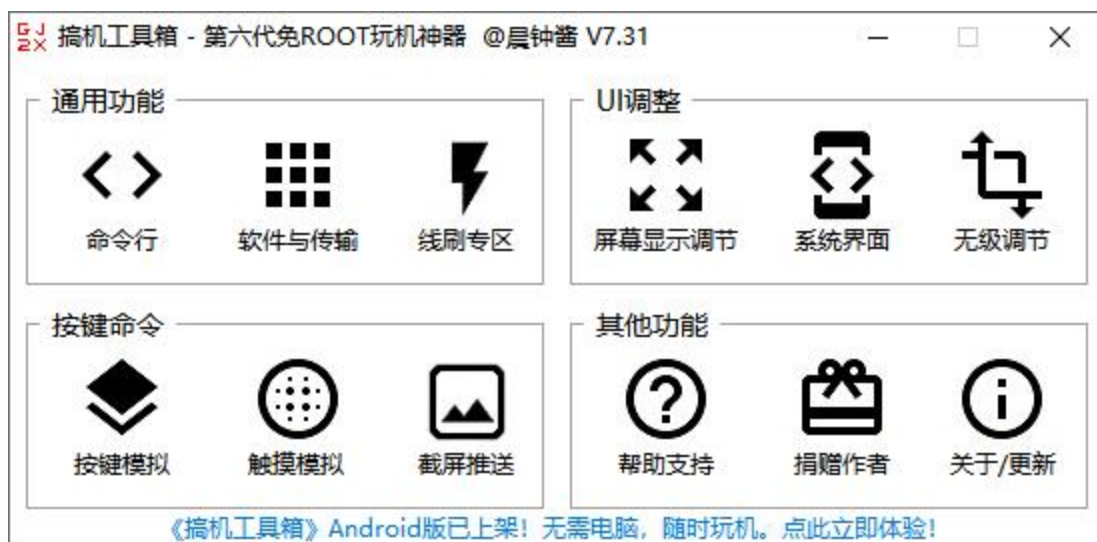 GJ
ZX
搞机工具箱 - 第六代免ROOT玩机神器 @晨钟酱 V7.31
通用功能
命令行 软件与传输 线刷专区
UI调整
屏幕显示调节 系统界面 无级调节
按键命令
按键模拟 触摸模拟 截屏推送
其他功能
帮助支持 捐赠作者 关于/更新
《搞机工具箱》Android版已上架！无需电脑，随时玩机。点此立即体验！